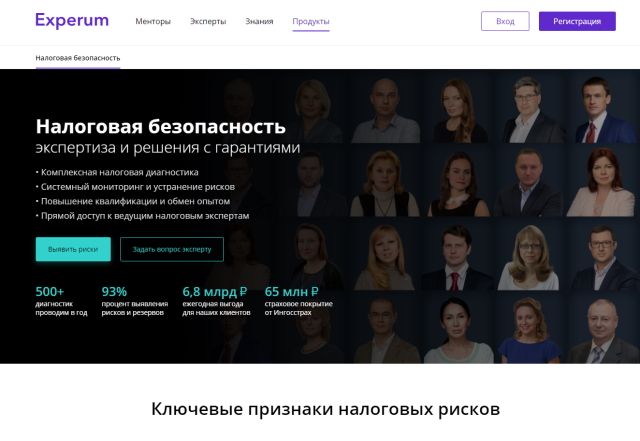 Experum
Менторы Эксперты Знания Продукты
Вход Регистрация
Налоговая безопасность
Налоговая безопасность
экспертиза и решения с гарантиями
• Комплексная налоговая диагностика
• Системный мониторинг и устранение рисков
• Повышение квалификации и обмен опытом
• Прямой доступ к ведущим налоговым экспертам
Выявить риски Задать вопрос эксперту
500+ 93% 6,8 млрд ₽ 65 млн ₽
диагностик процент выявления ежегодная выгода страховое покрытие
проводим в год рисков и резервов для наших клиентов от Ингосстрах
Ключевые признаки налоговых рисков